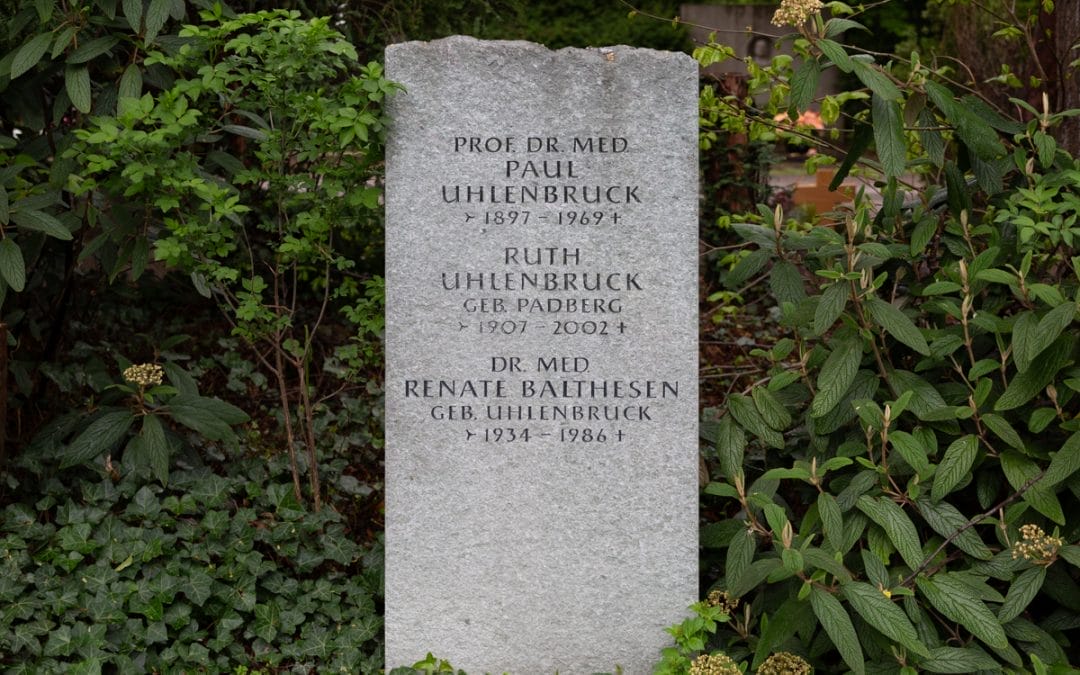 PROF. DR. MED.
PAUL
UHLENBRUCK
1897 – 1969 +
RUTH
UHLENBRUCK
GEB. PADBERG
1907 – 2002 +
DR. MED.
RENATE BALTHESEN
GEB. UHLENBRUCK
1934 – 1986 +